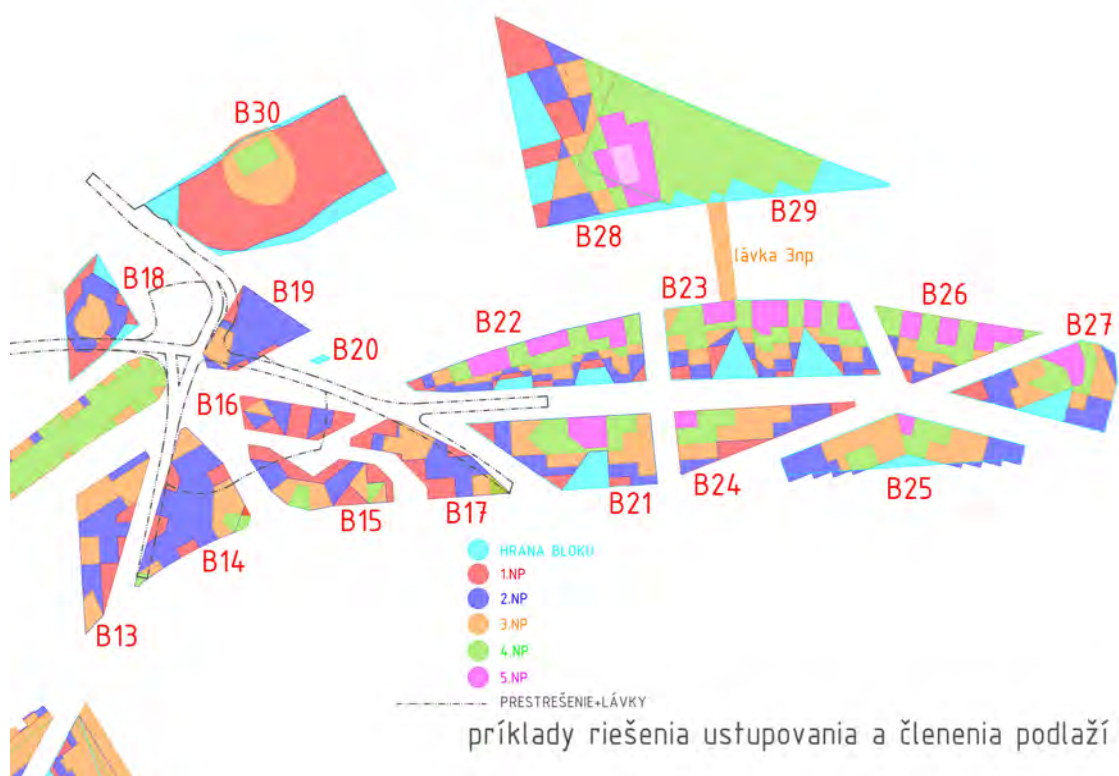 B30
B28
B29
lávka 3np
B18
B19
B20
B22
B23
B26
B27
B16
B21
B24
B25
B15
B17
B14
B13
HRANA BLOKU
1.NP
2.NP
3.NP
4.NP
5.NP
PRESTREŠENIE+LÁVKY
príklady riešenia ustupovania a členenia podlaží